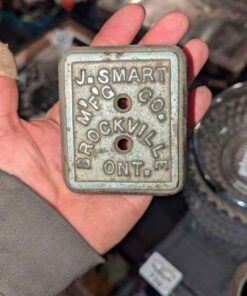 J. SMART
M'F'G CO.
BROCKVILLE
ONT.